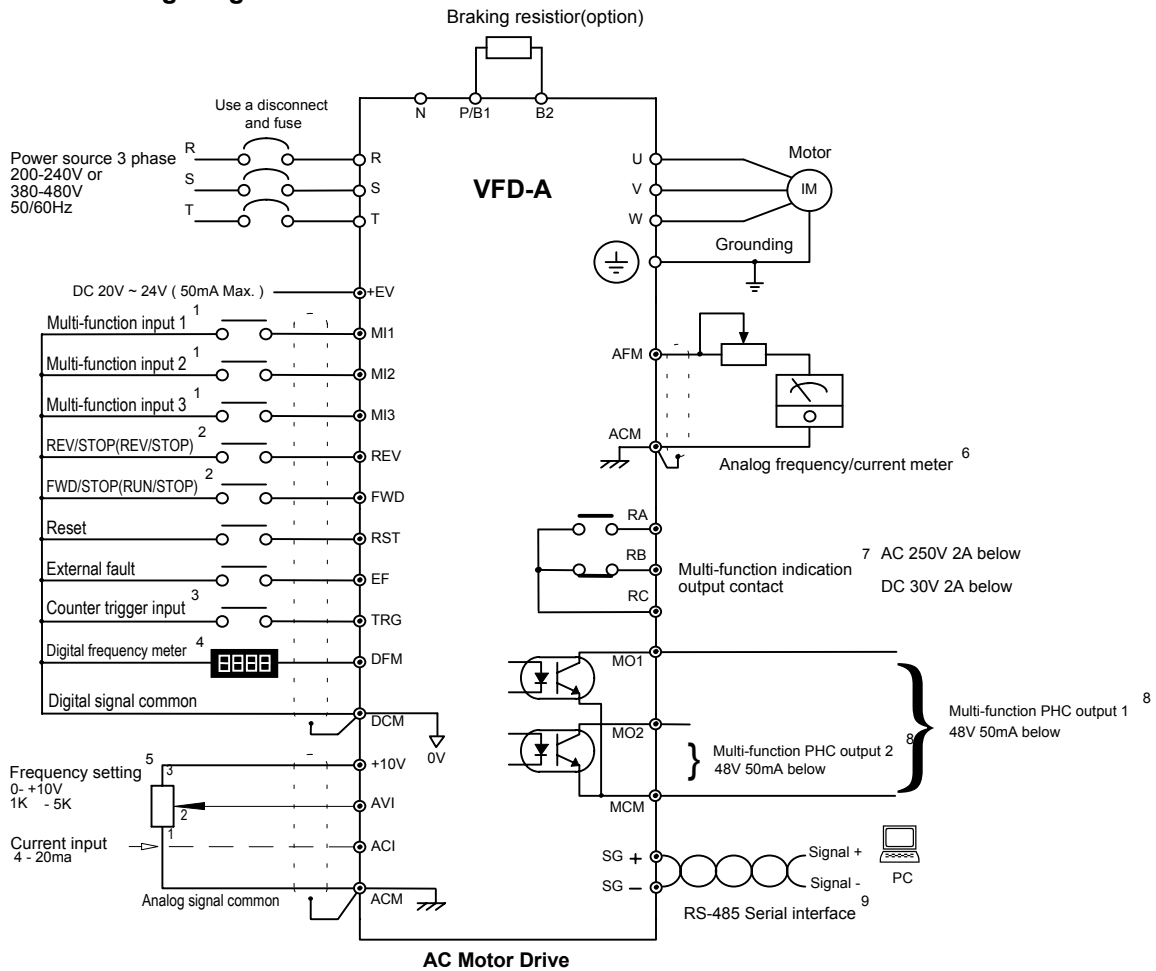 Braking resistior(option)
N
P/B1
B2
Use a disconnect
and fuse
Power source 3 phase
200-240V or
380-480V
50/60Hz
R
S
T
R
S
T
VFD-A
U
V
W
Motor
IM
Grounding
DC 20V ~ 24V ( 50mA Max. )
+EV
Multi-function input 1 1
MI1
Multi-function input 2 1
MI2
Multi-function input 3 1
MI3
REV/STOP(REV/STOP) 2
REV
FWD/STOP(RUN/STOP) 2
FWD
Reset
RST
External fault
EF
Counter trigger input 3
TRG
Digital frequency meter 4
DFM
Digital signal common
DCM
0V
AFM
ACM
Analog frequency/current meter 6
RA
RB
RC
Multi-function indication
output contact
7 AC 250V 2A below
DC 30V 2A below
MO1
MO2
MCM
Multi-function PHC output 1 8
48V 50mA below
Multi-function PHC output 2 8
48V 50mA below
Frequency setting 5
0- +10V
1K - 5K
3
2
1
+10V
AVI
Current input
4 - 20ma
ACI
Analog signal common
ACM
SG +
SG -
Signal +
Signal -
PC
RS-485 Serial interface 9
AC Motor Drive